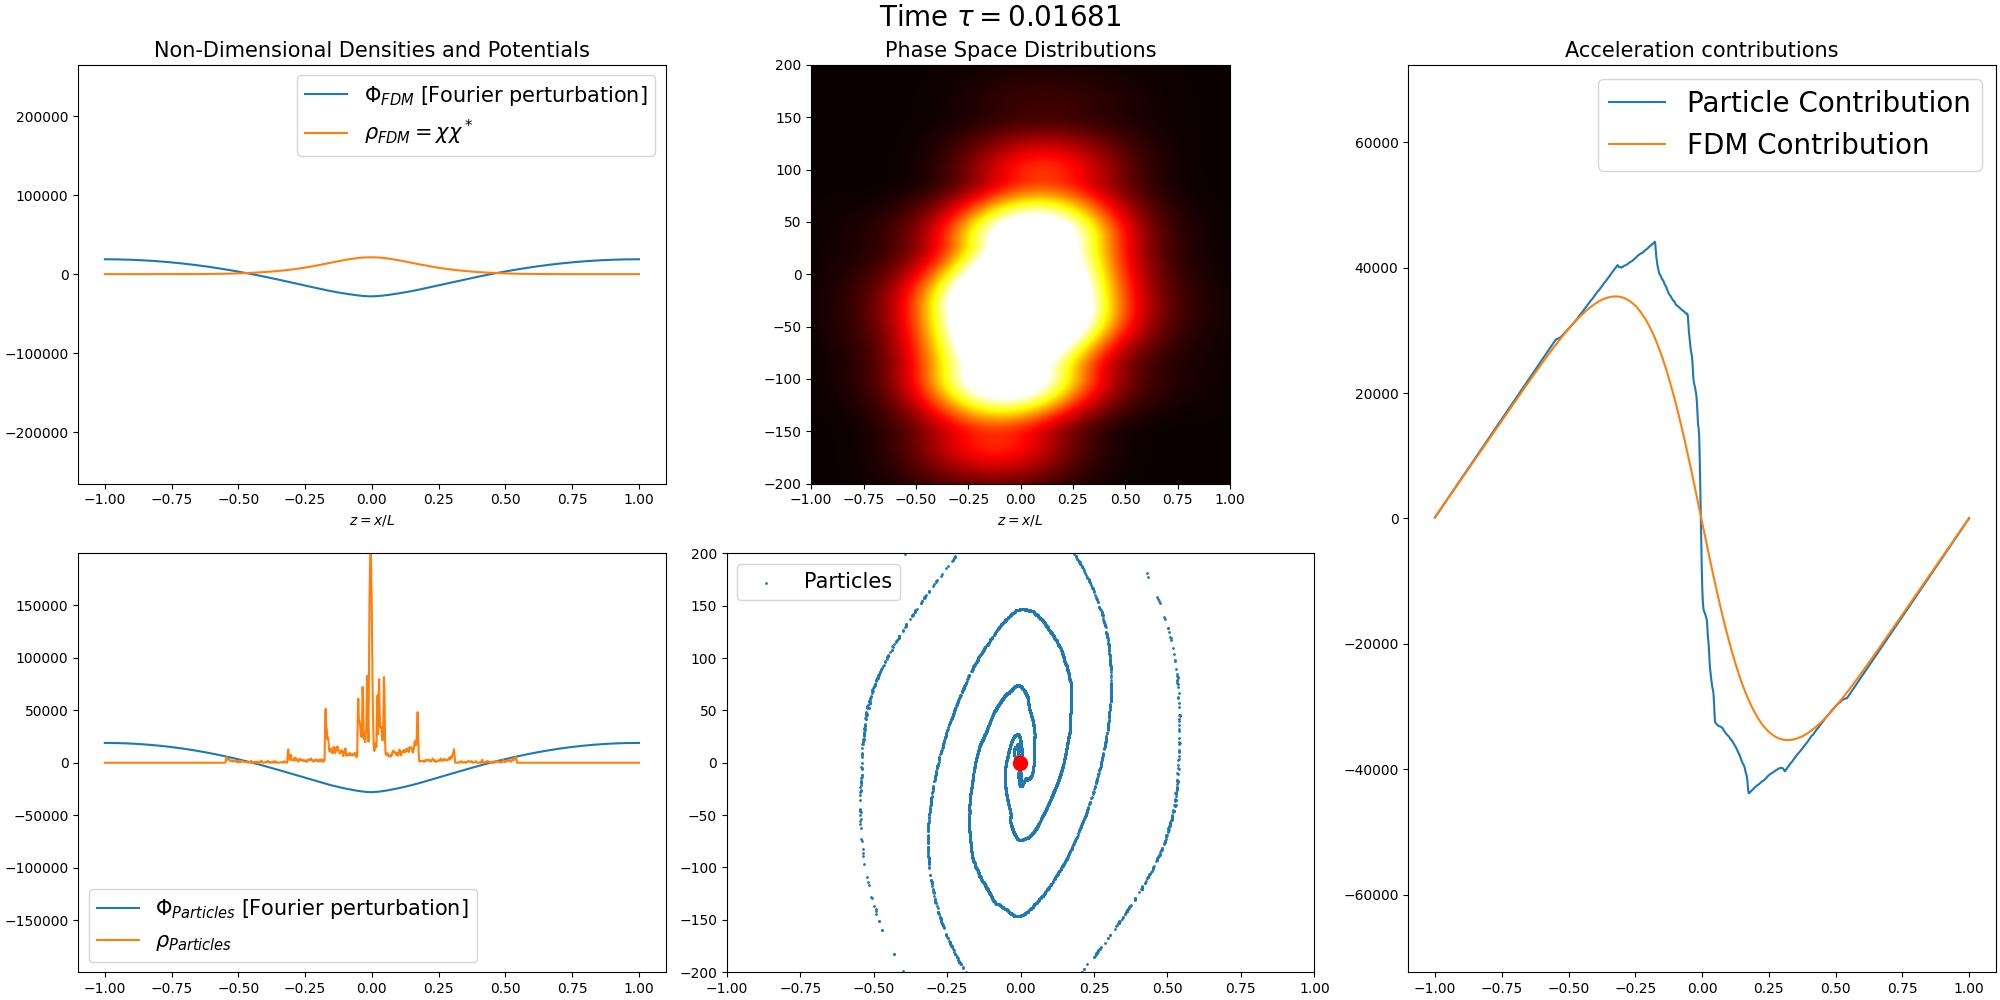 Time τ = 0.01681
Non-Dimensional Densities and Potentials
Φ_FDM [Fourier perturbation]
ρ_FDM = χχ*
200000
100000
0
−100000
−200000
−1.00 −0.75 −0.50 −0.25 0.00 0.25 0.50 0.75 1.00
z = x/L
Phase Space Distributions
200
150
100
50
0
−50
−100
−150
−200
−1.00 −0.75 −0.50 −0.25 0.00 0.25 0.50 0.75 1.00
z = x/L
Acceleration contributions
Particle Contribution
FDM Contribution
60000
40000
20000
0
−20000
−40000
−60000
−1.00 −0.75 −0.50 −0.25 0.00 0.25 0.50 0.75 1.00
150000
100000
50000
0
−50000
−100000
−150000
Φ_Particles [Fourier perturbation]
ρ_Particles
−1.00 −0.75 −0.50 −0.25 0.00 0.25 0.50 0.75 1.00
Particles
200
150
100
50
0
−50
−100
−150
−200
−1.00 −0.75 −0.50 −0.25 0.00 0.25 0.50 0.75 1.00